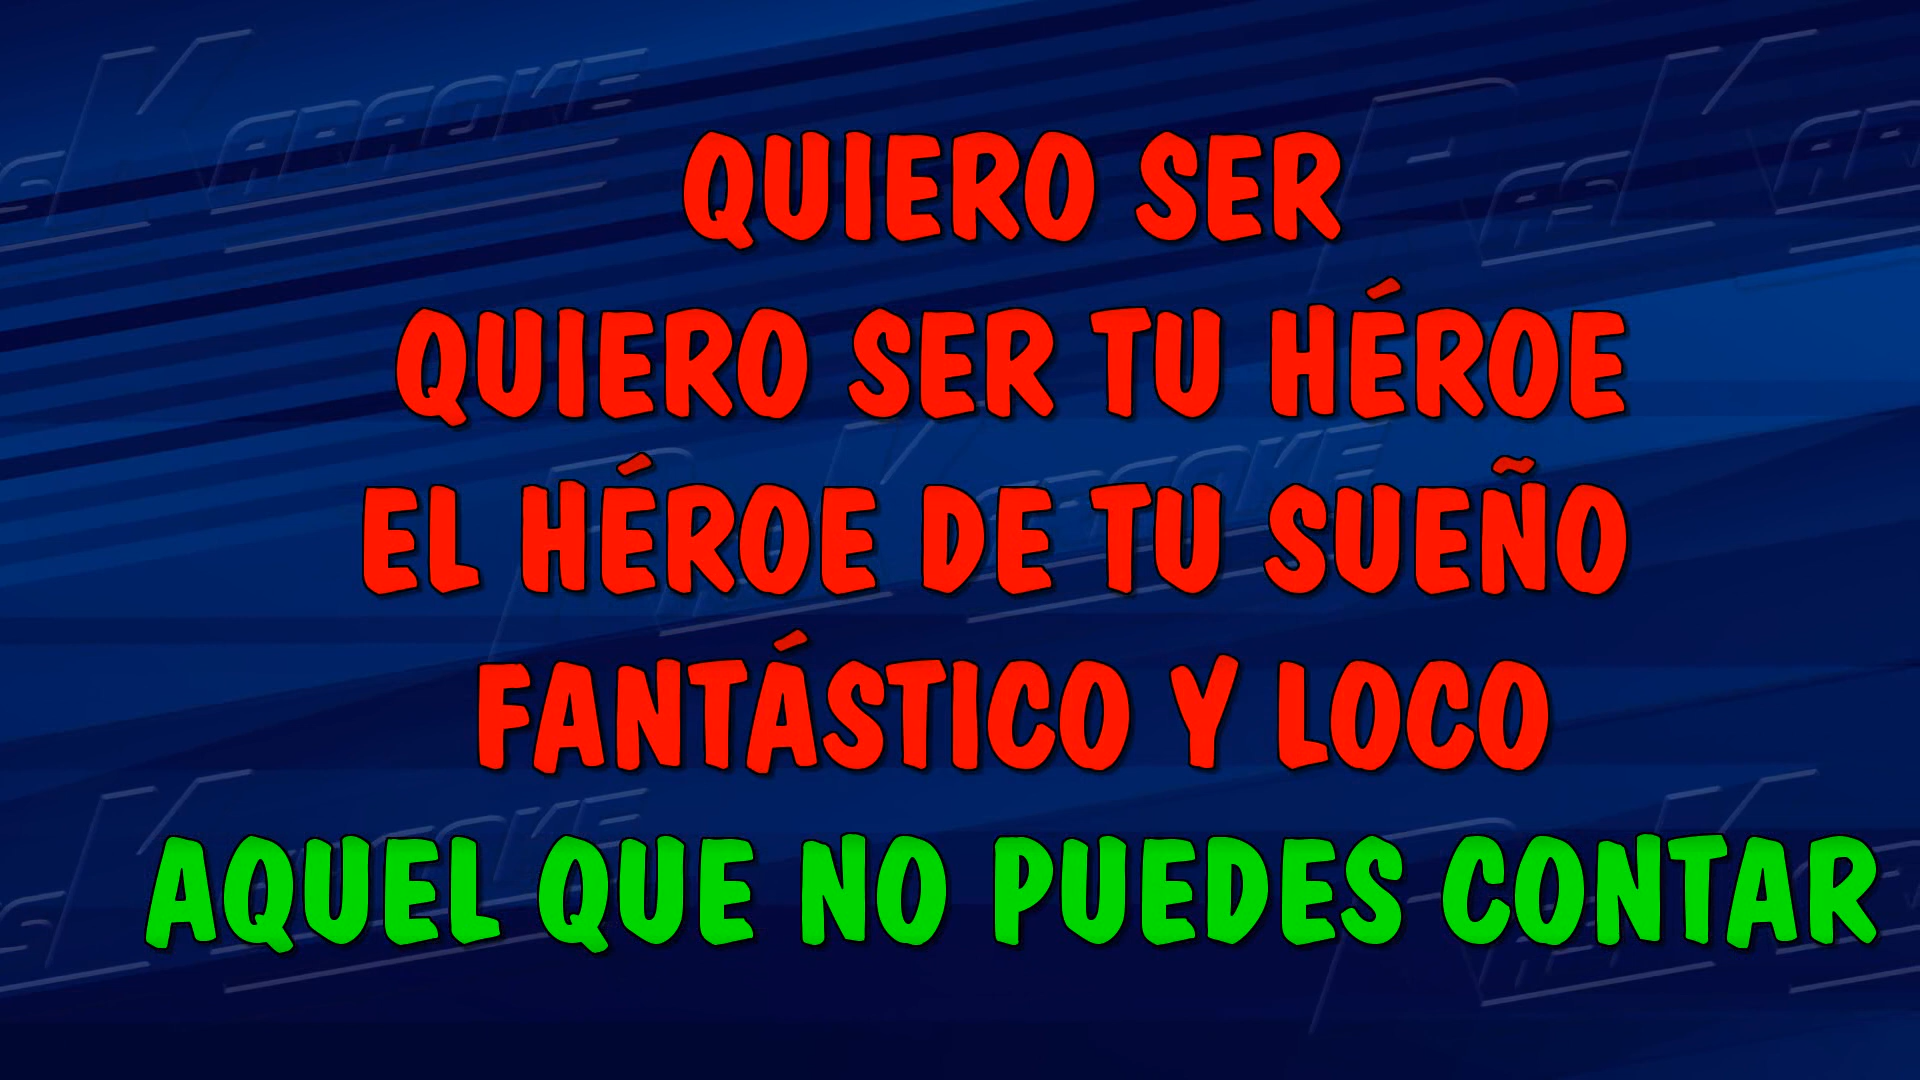 QUIERO SER
QUIERO SER TU HÉROE
EL HÉROE DE TU SUEÑO
FANTÁSTICO Y LOCO
AQUEL QUE NO PUEDES CONTAR